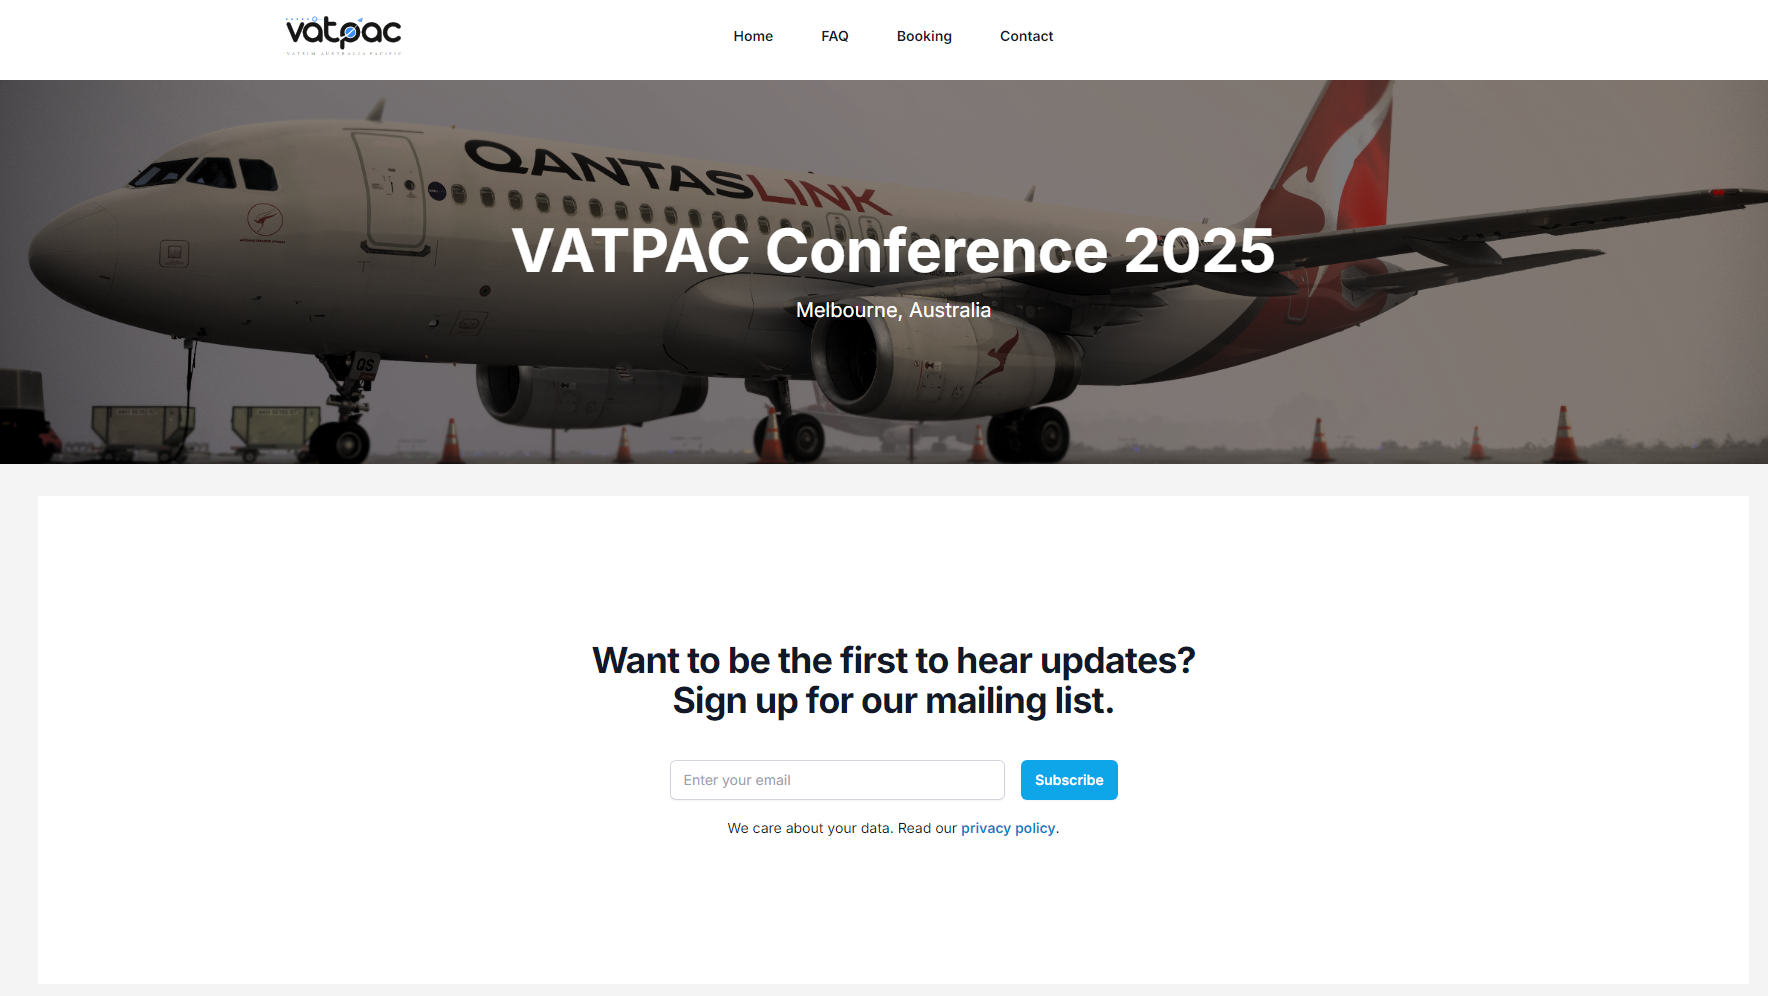 vatpac
VATSIM AUSTRALIA PACIFIC
Home
FAQ
Booking
Contact
QANTASLINK
VATPAC Conference 2025
Melbourne, Australia
QS
Want to be the first to hear updates?
Sign up for our mailing list.
Enter your email
Subscribe
We care about your data. Read our privacy policy.